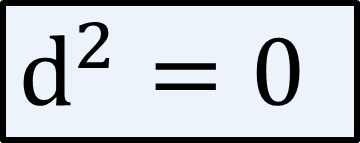 d² = 0